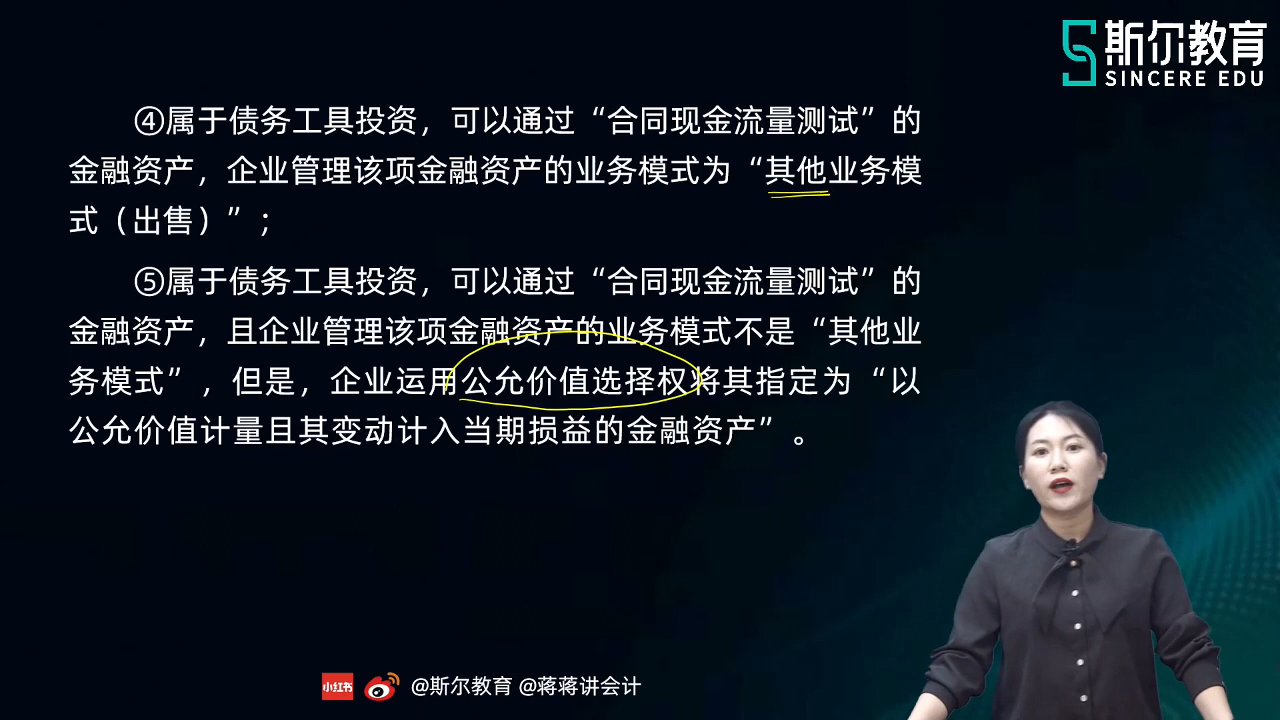 斯尔教育
SINCERE EDU
④属于债务工具投资，可以通过“合同现金流量测试”的
金融资产，企业管理该项金融资产的业务模式为“其他业务模
式（出售）”；
⑤属于债务工具投资，可以通过“合同现金流量测试”的
金融资产，且企业管理该项金融资产的业务模式不是“其他业
务模式”，但是，企业运用公允价值选择权将其指定为“以
公允价值计量且其变动计入当期损益的金融资产”。
小红书 @斯尔教育 @蒋蒋讲会计